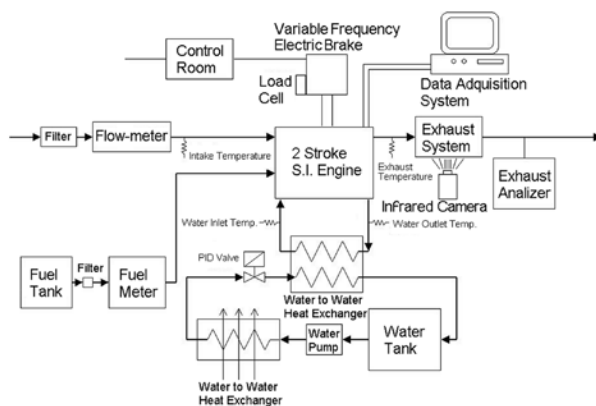 Variable Frequency
Electric Brake
Control
Room
Load
Cell
Data Adquisition
System
Filter
Flow-meter
Intake Temperature
2 Stroke
S.I. Engine
Exhaust
System
Exhaust
Temperature
Infrared Camera
Exhaust
Analizer
Water Inlet Temp.
Water Outlet Temp.
Fuel
Tank
Filter
Fuel
Meter
PID Valve
Water to Water
Heat Exchanger
Water
Pump
Water
Tank
Water to Water
Heat Exchanger